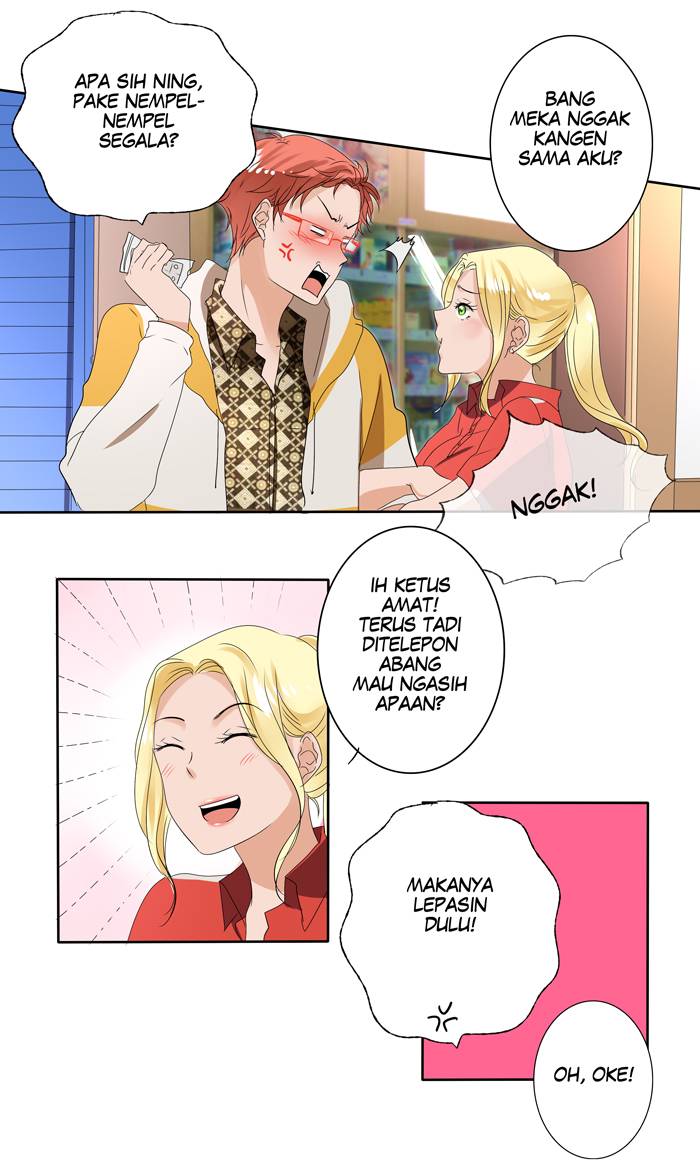 APA SIH NING,
PAKE NEMPEL-
NEMPEL
SEGALA?
BANG
MEKA NGGAK
KANGEN
SAMA AKU?
NGGAK!
IH KETUS
AMAT!
TERUS TADI
DITELEPON
ABANG
MAU NGASIH
APAAN?
MAKANYA
LEPASIN
DULU!
OH, OKE!